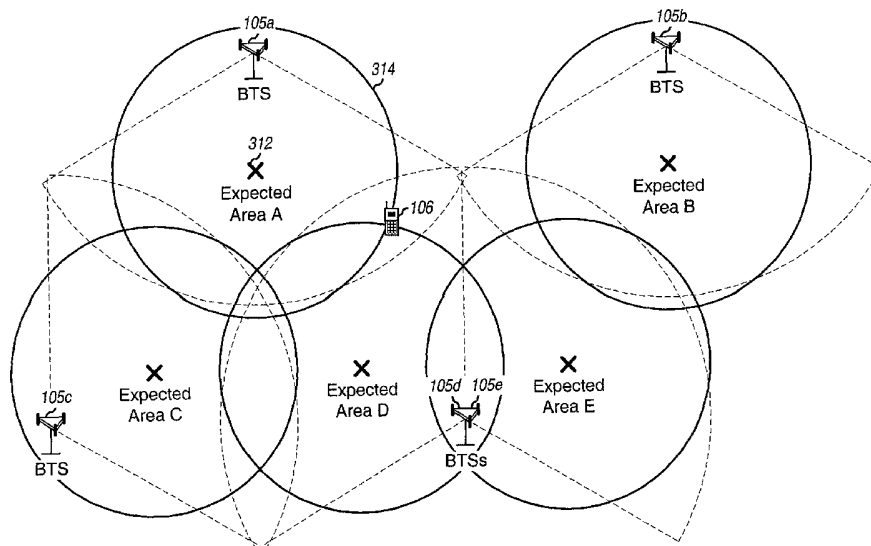 105a
105b
314
BTS
BTS
312
Expected
Area A
Expected
Area B
106
Expected
Area C
Expected
Area D
Expected
Area E
105c
105d
105e
BTS
BTSs